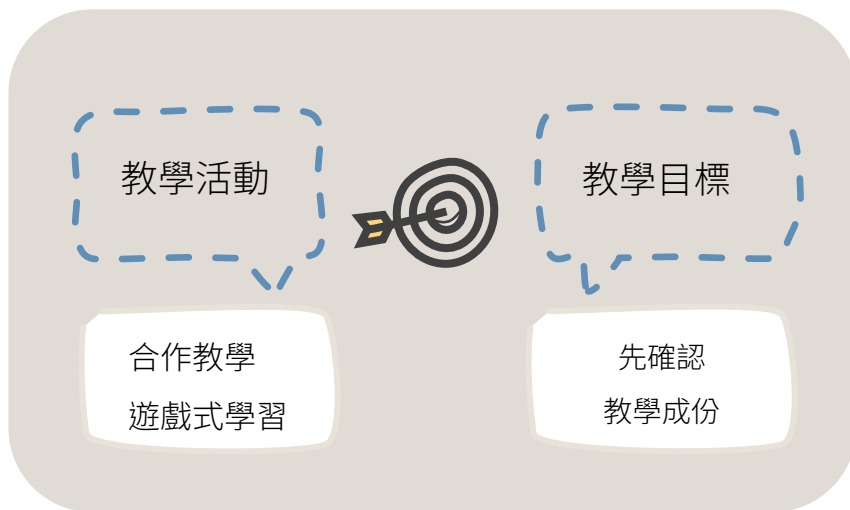 教學活動
教學目標
合作教學
遊戲式學習
先確認
教學成份